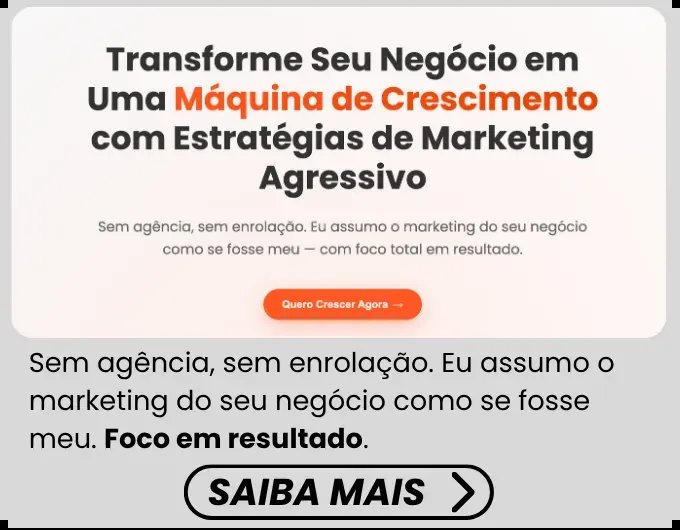 Transforme Seu Negócio em
Uma Máquina de Crescimento
com Estratégias de Marketing
Agressivo
Sem agência, sem enrolação. Eu assumo o marketing do seu negócio
como se fosse meu — com foco total em resultado.
Quero Crescer Agora →
Sem agência, sem enrolação. Eu assumo o
marketing do seu negócio como se fosse
meu. Foco em resultado.
SAIBA MAIS